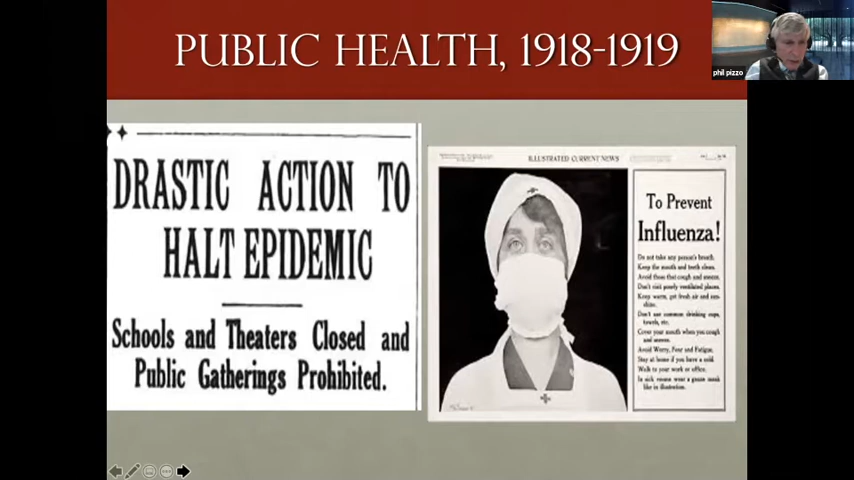 PUBLIC HEALTH, 1918-1919
phil pizzo
DRASTIC ACTION TO
HALT EPIDEMIC
Schools and Theaters Closed and
Public Gatherings Prohibited.
ILLUSTRATED CURRENT NEWS
To Prevent
Influenza!
Do not take any person's breath.
Keep the mouth and teeth clean.
Avoid those that cough and sneeze.
Don't visit poorly ventilated places.
Keep warm, get fresh air and sun-
shine.
Don't use common drinking cups,
towels, etc.
Cover your mouth when you cough
and sneeze.
Avoid Worry, Fear and Fatigue.
Stay at home if you have a cold.
Walk to your work or office.
In sick rooms wear a gauze mask
like in illustration.